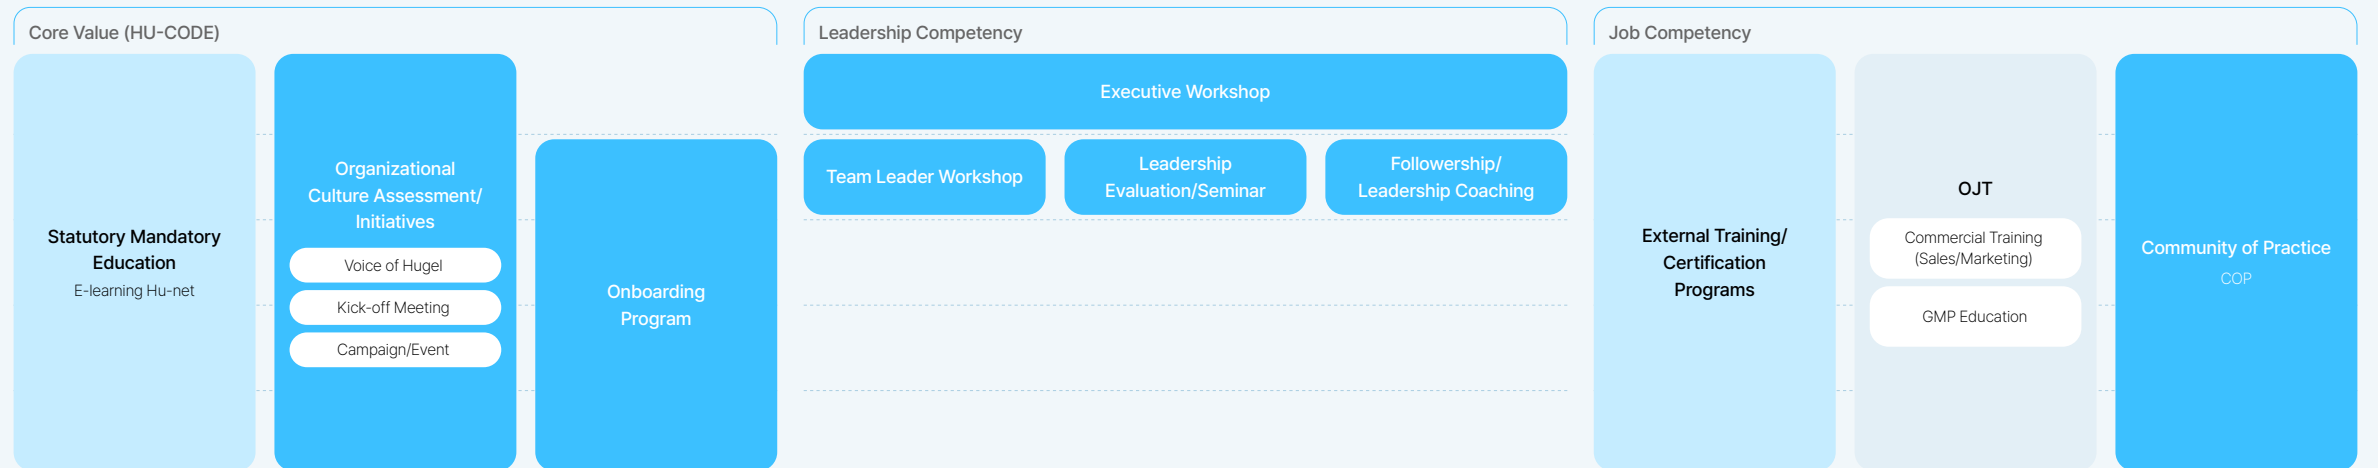 Core Value (HU-CODE)
Statutory Mandatory
Education
E-learning Hu-net
Organizational
Culture Assessment/
Initiatives
Voice of Hugel
Kick-off Meeting
Campaign/Event
Onboarding
Program
Leadership Competency
Executive Workshop
Team Leader Workshop
Leadership
Evaluation/Seminar
Followership/
Leadership Coaching
Job Competency
External Training/
Certification
Programs
OJT
Commercial Training
(Sales/Marketing)
GMP Education
Community of Practice
COP